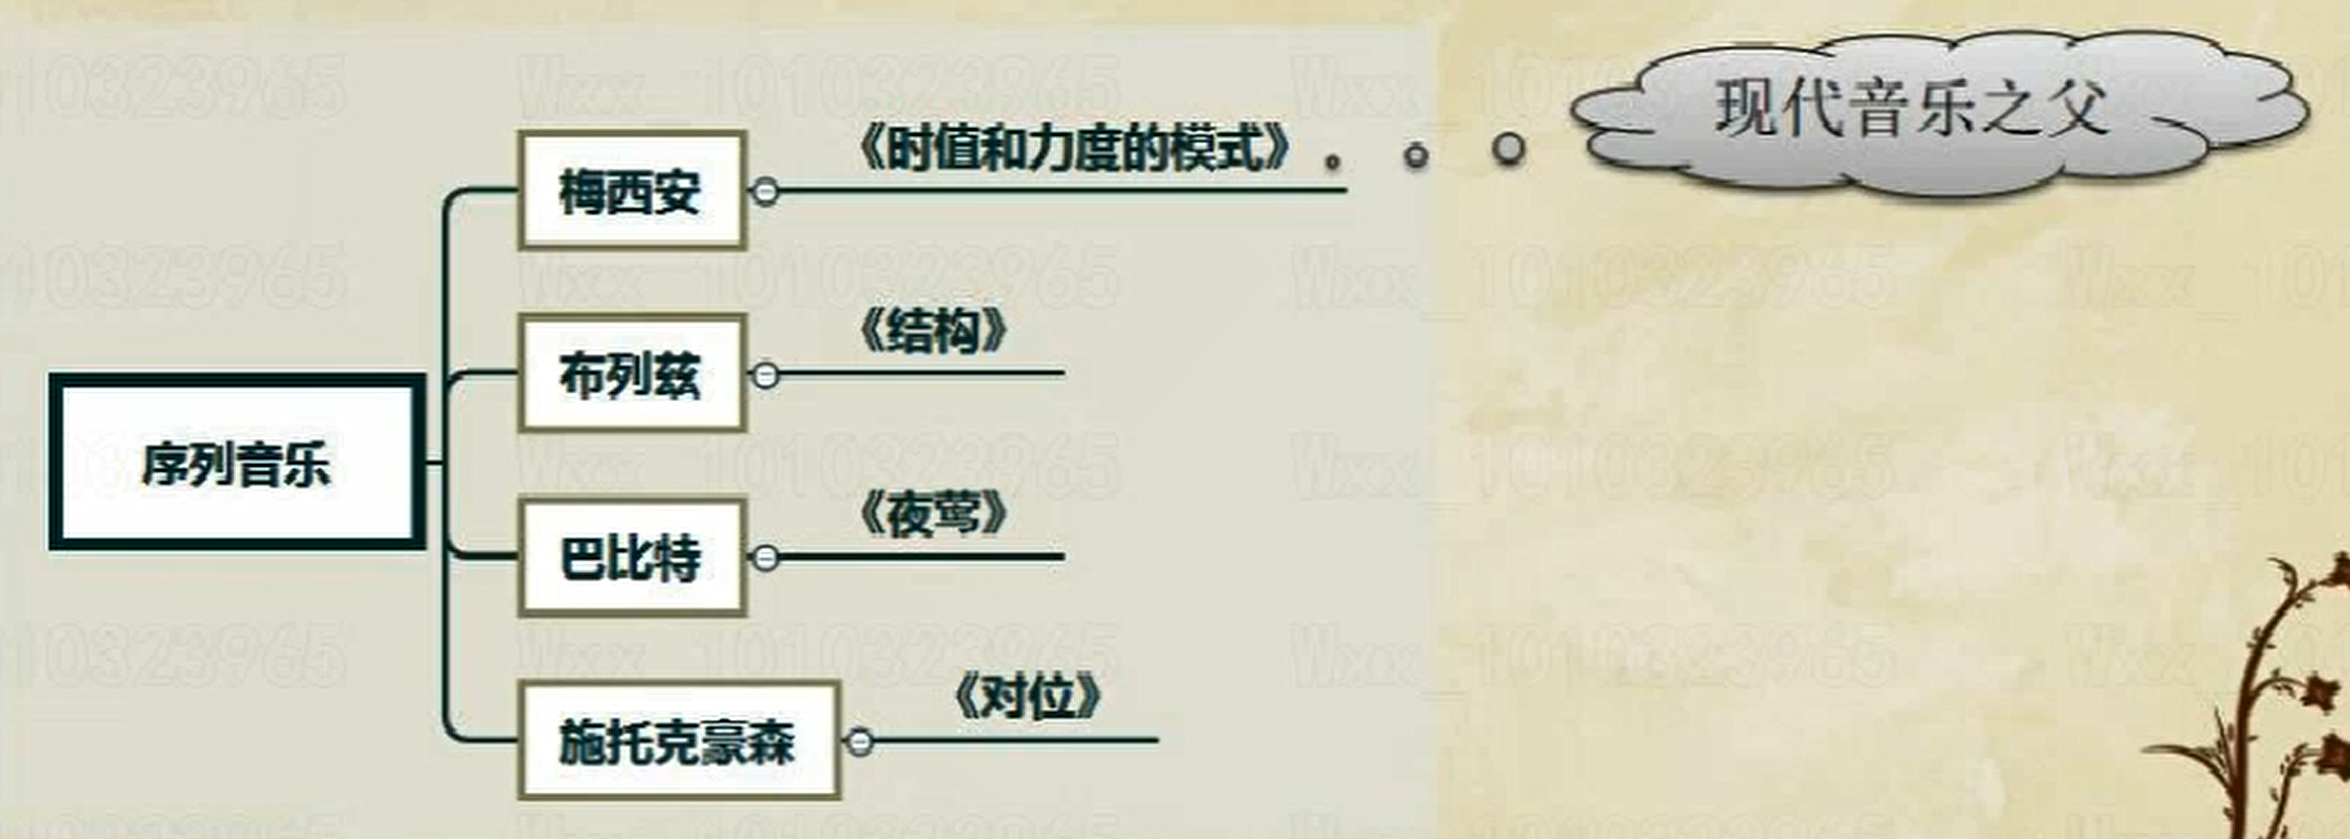 现代音乐之父
《时值和力度的模式》
梅西安
《结构》
布列兹
序列音乐
《夜莺》
巴比特
《对位》
施托克豪森
Wxx_1010323965